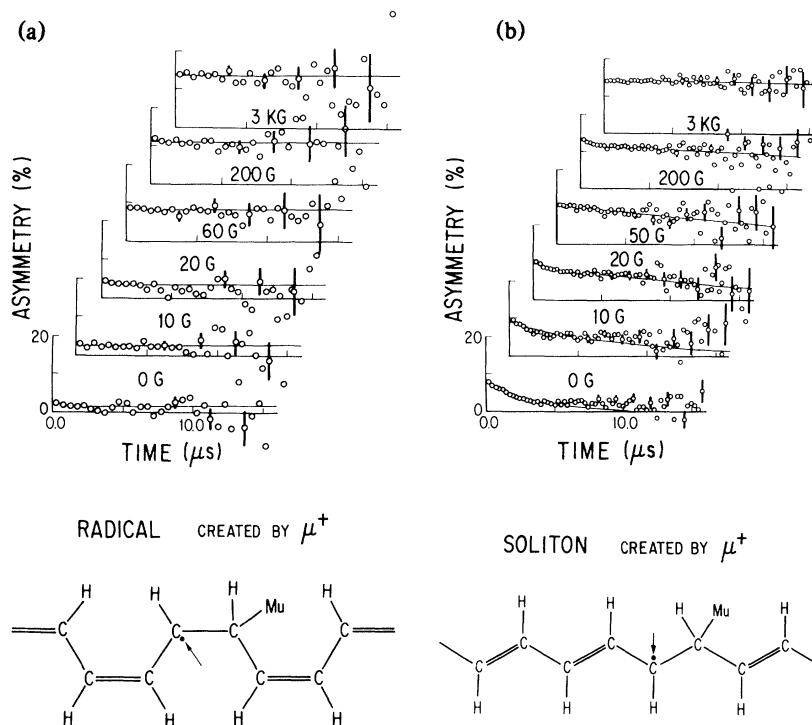 (a)
ASYMMETRY (%)
3 KG
200 G
60 G
20 G
10 G
0 G
20
0
0.0
10.0
TIME (μs)
(b)
ASYMMETRY (%)
3 KG
200 G
50 G
20 G
10 G
0 G
20
0
0.0
10.0
TIME (μs)
RADICAL CREATED BY μ+
H
H
H
Mu
C
C
C
C
C
C
C
H
H
H
H
SOLITON CREATED BY μ+
H
H
H
Mu
H
C
C
C
C
C
C
C
C
H
H
H
H